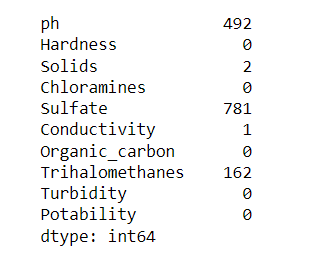 ph 492
Hardness 0
Solids 2
Chloramines 0
Sulfate 781
Conductivity 1
Organic_carbon 0
Trihalomethanes 162
Turbidity 0
Potability 0
dtype: int64